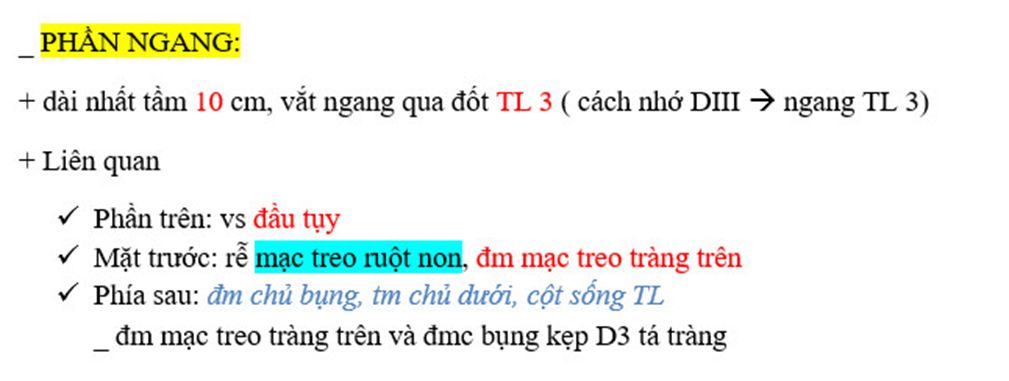 _ PHẦN NGANG:
+ dài nhất tầm 10 cm, vắt ngang qua đốt TL 3 ( cách nhớ DIII → ngang TL 3)
+ Liên quan
✓ Phần trên: vs đầu tụy
✓ Mặt trước: rễ mạc treo ruột non, đm mạc treo tràng trên
✓ Phía sau: đm chủ bụng, tm chủ dưới, cột sống TL
_ đm mạc treo tràng trên và đmc bụng kẹp D3 tá tràng